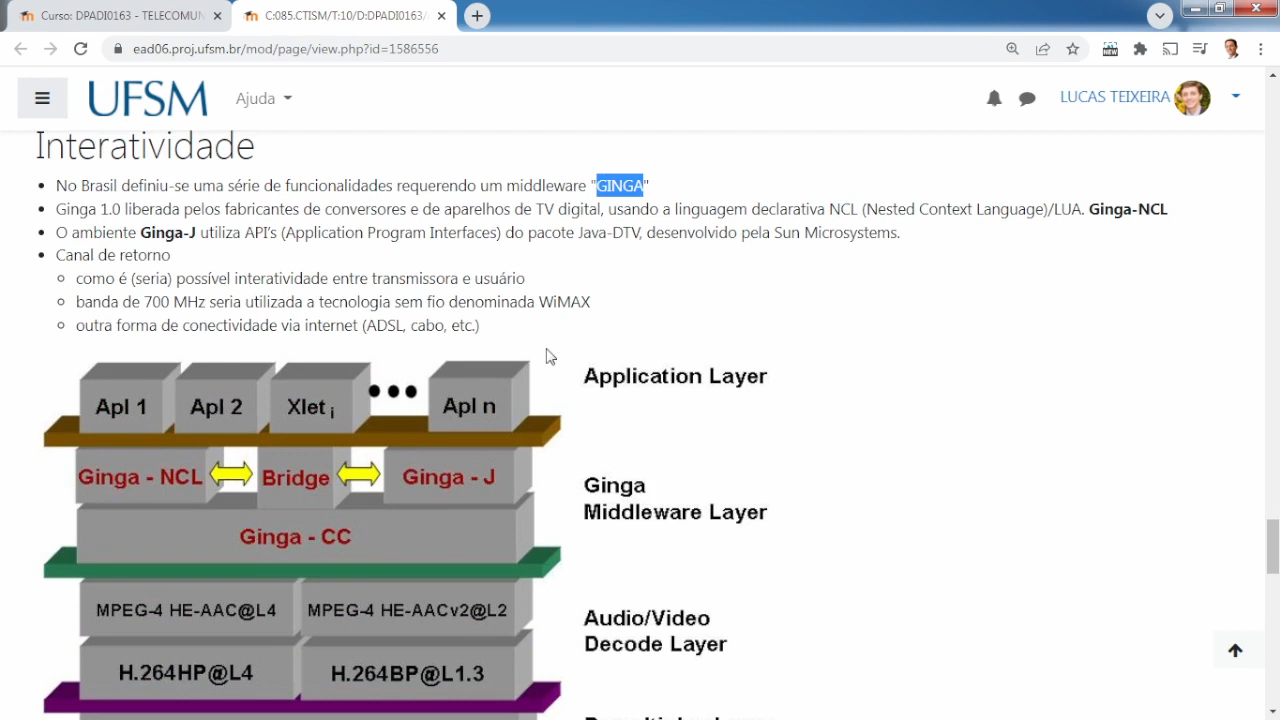 Curso: DPADI0163 - TELECOMUN
C:085.CTISM/T:10/D:DPADI0163/
ead06.proj.ufsm.br/mod/page/view.php?id=1586556
NEW
UFSM
Ajuda
LUCAS TEIXEIRA
Interatividade
No Brasil definiu-se uma série de funcionalidades requerendo um middleware "GINGA"
Ginga 1.0 liberada pelos fabricantes de conversores e de aparelhos de TV digital, usando a linguagem declarativa NCL (Nested Context Language)/LUA. Ginga-NCL
O ambiente Ginga-J utiliza API's (Application Program Interfaces) do pacote Java-DTV, desenvolvido pela Sun Microsystems.
Canal de retorno
como é (seria) possível interatividade entre transmissora e usuário
banda de 700 MHz seria utilizada a tecnologia sem fio denominada WiMAX
outra forma de conectividade via internet (ADSL, cabo, etc.)
Apl 1
Apl 2
Xlet i
Apl n
Application Layer
Ginga - NCL
Bridge
Ginga - J
Ginga
Middleware Layer
Ginga - CC
MPEG-4 HE-AAC@L4
MPEG-4 HE-AACv2@L2
Audio/Video
Decode Layer
H.264HP@L4
H.264BP@L1.3